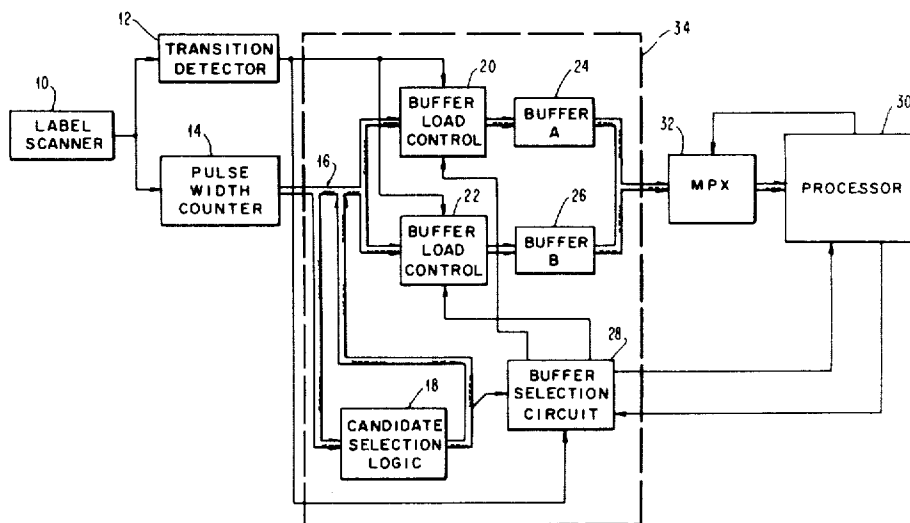 12
TRANSITION
DETECTOR
34
10
LABEL
SCANNER
14
PULSE
WIDTH
COUNTER
16
20
BUFFER
LOAD
CONTROL
24
BUFFER
A
22
BUFFER
LOAD
CONTROL
26
BUFFER
B
32
MPX
30
PROCESSOR
18
CANDIDATE
SELECTION
LOGIC
28
BUFFER
SELECTION
CIRCUIT